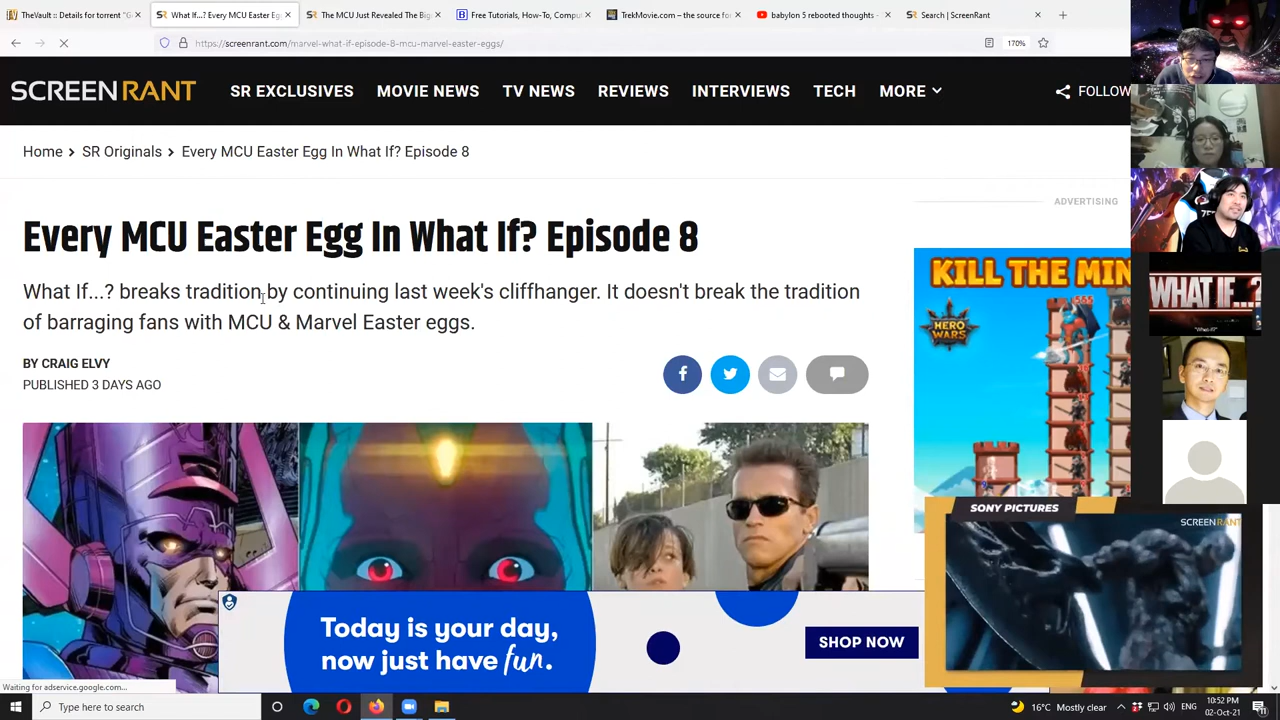 TheVault :: Details for torrent "G
What If...? Every MCU Easter Eg
The MCU Just Revealed The Big
Free Tutorials, How-To, Compu
TrekMovie.com – the source fo
babylon 5 rebooted thoughts -
Search | ScreenRant
https://screenrant.com/marvel-what-if-episode-8-mcu-marvel-easter-eggs/
170%
SCREENRANT
SR EXCLUSIVES
MOVIE NEWS
TV NEWS
REVIEWS
INTERVIEWS
TECH
MORE
FOLLOW
Home > SR Originals > Every MCU Easter Egg In What If? Episode 8
ADVERTISING
Every MCU Easter Egg In What If? Episode 8
What If...? breaks tradition by continuing last week's cliffhanger. It doesn't break the tradition
of barraging fans with MCU & Marvel Easter eggs.
BY CRAIG ELVY
PUBLISHED 3 DAYS AGO
KILL THE MIN
HERO
WARS
WHAT IF...?
"What if?"
SONY PICTURES
SCREENRANT
Today is your day,
now just have fun.
SHOP NOW
Waiting for adservice.google.com...
Type here to search
16°C Mostly clear
ENG
10:52 PM
02-Oct-21